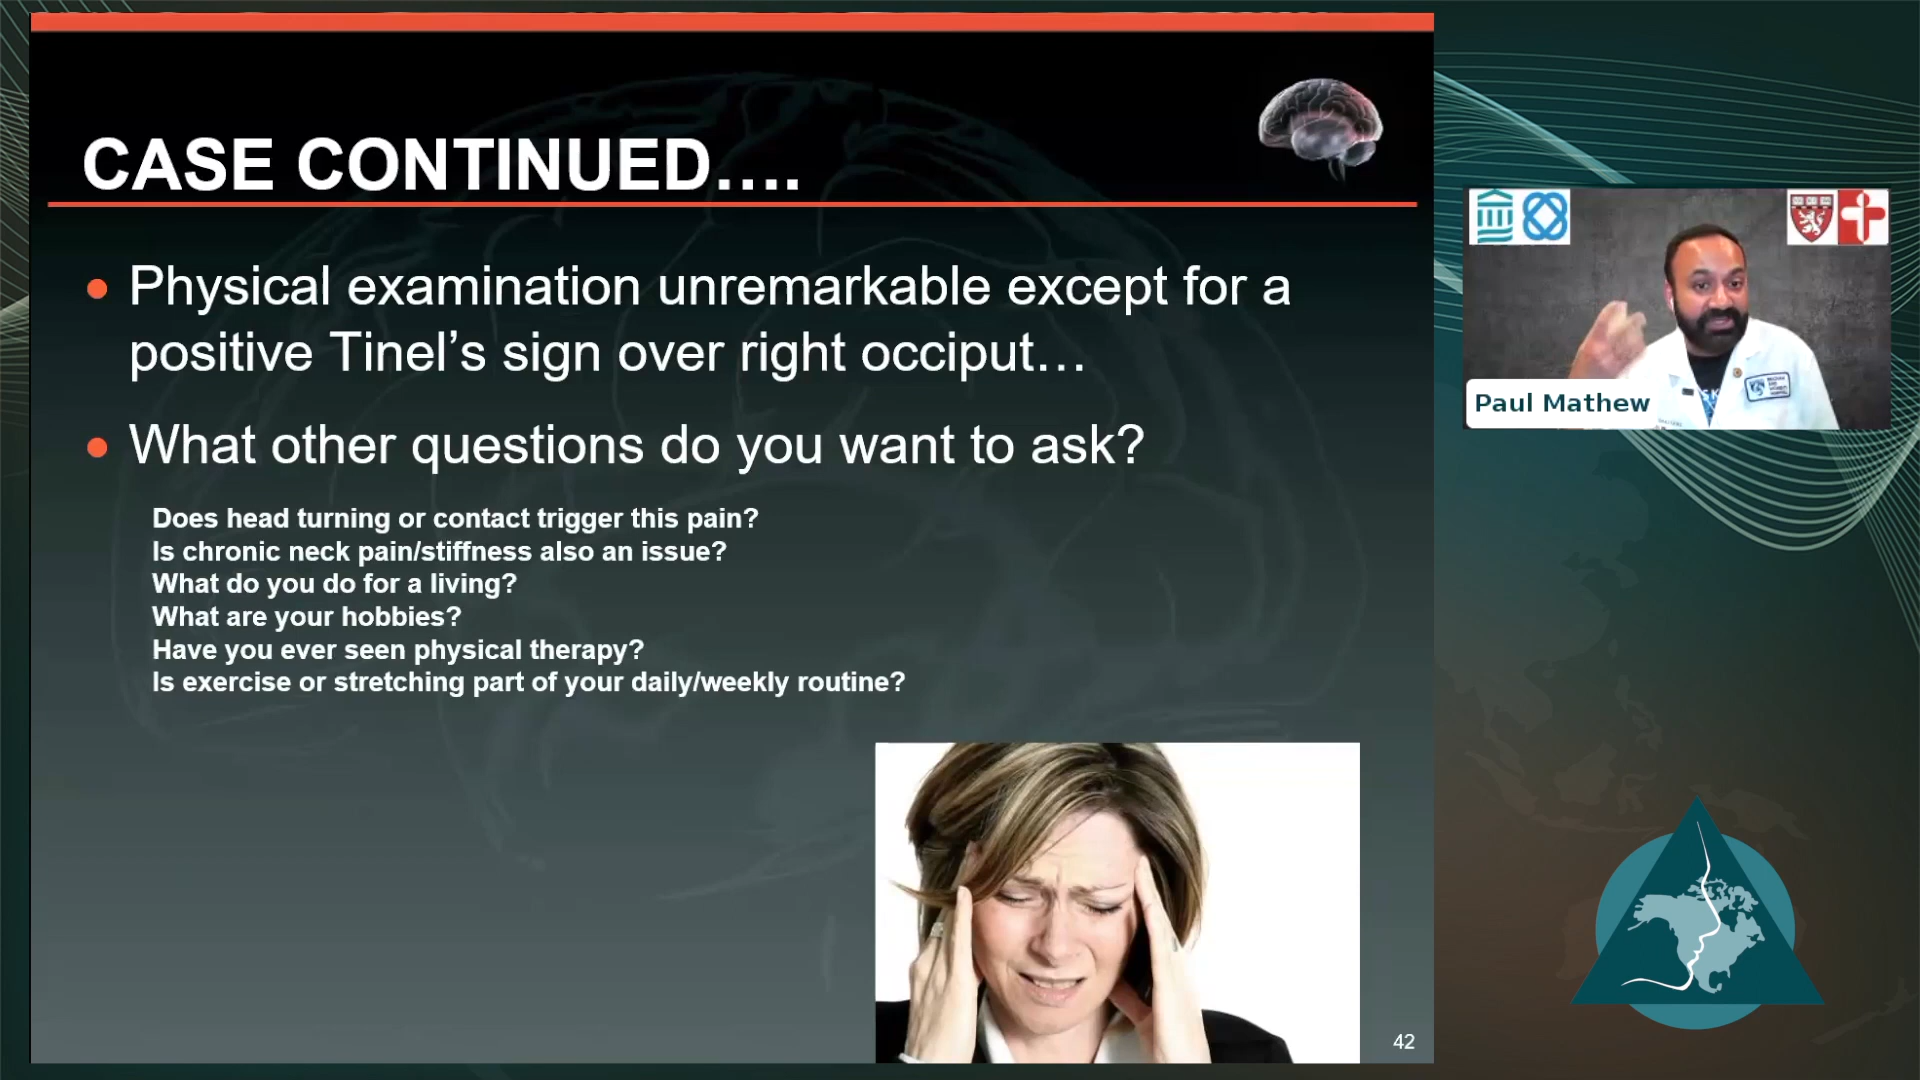 CASE CONTINUED….
• Physical examination unremarkable except for a
positive Tinel’s sign over right occiput…
• What other questions do you want to ask?
Does head turning or contact trigger this pain?
Is chronic neck pain/stiffness also an issue?
What do you do for a living?
What are your hobbies?
Have you ever seen physical therapy?
Is exercise or stretching part of your daily/weekly routine?
42
Paul Mathew